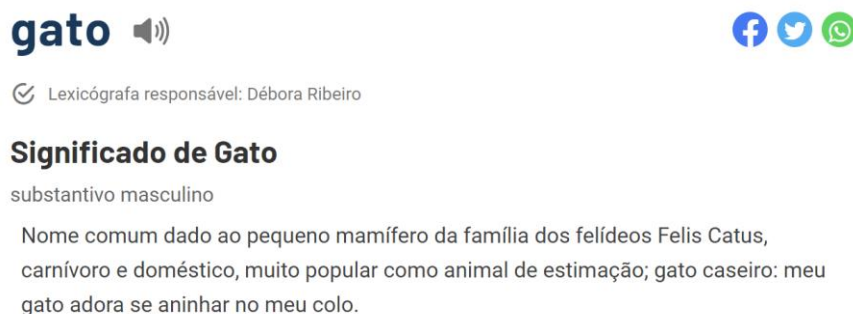 gato
Lexicógrafa responsável: Débora Ribeiro
Significado de Gato
substantivo masculino
Nome comum dado ao pequeno mamífero da família dos felídeos Felis Catus,
carnívoro e doméstico, muito popular como animal de estimação; gato caseiro: meu
gato adora se aninhar no meu colo.